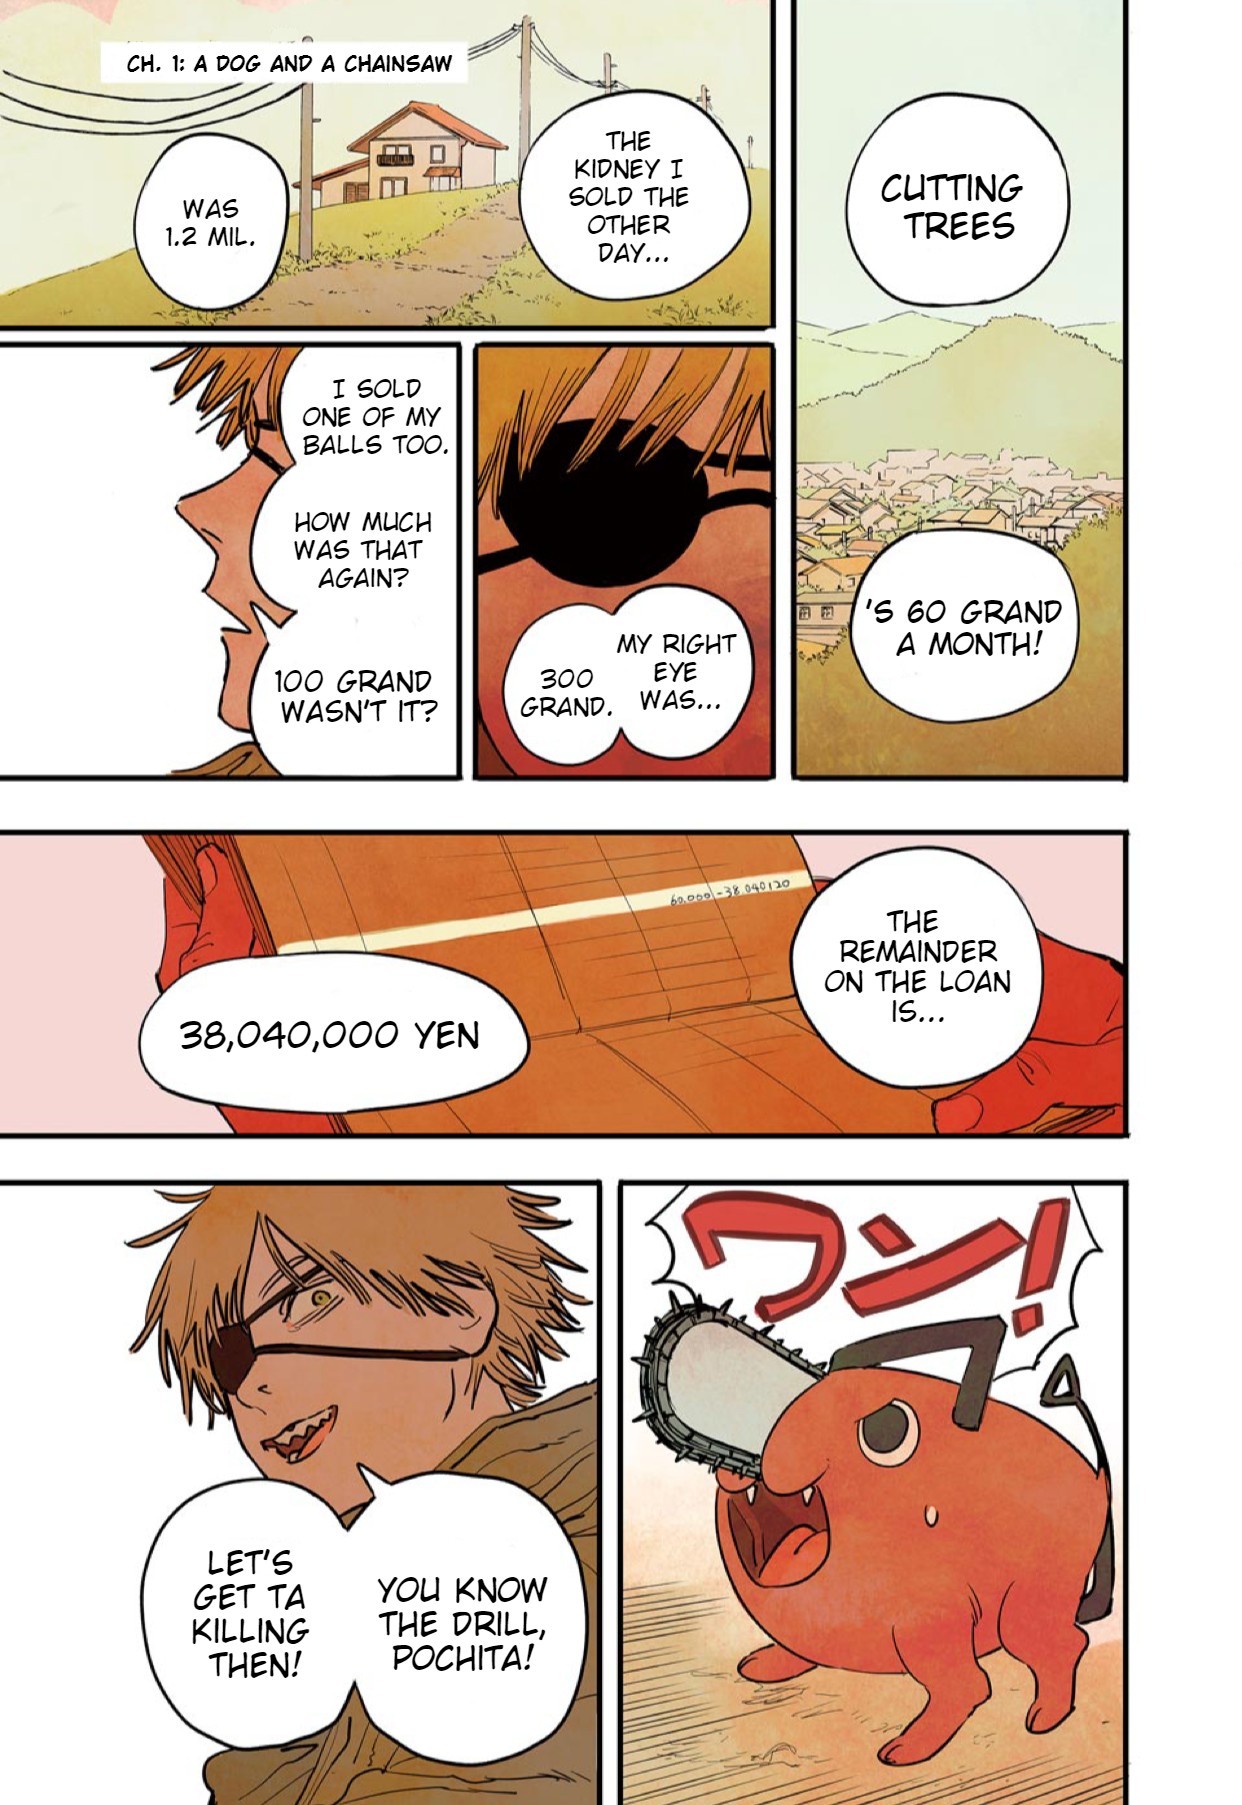 CH. 1: A DOG AND A CHAINSAW
CUTTING
TREES
'S 60 GRAND
A MONTH!
THE
KIDNEY I
SOLD THE
OTHER
DAY...
WAS
1.2 MIL.
MY RIGHT
EYE
WAS...
300
GRAND.
I SOLD
ONE OF MY
BALLS TOO.
HOW MUCH
WAS THAT
AGAIN?
100 GRAND
WASN'T IT?
60,000 -38.040120
THE
REMAINDER
ON THE LOAN
IS...
38,040,000 YEN
ワン!
YOU KNOW
THE DRILL,
POCHITA!
LET'S
GET TA
KILLING
THEN!